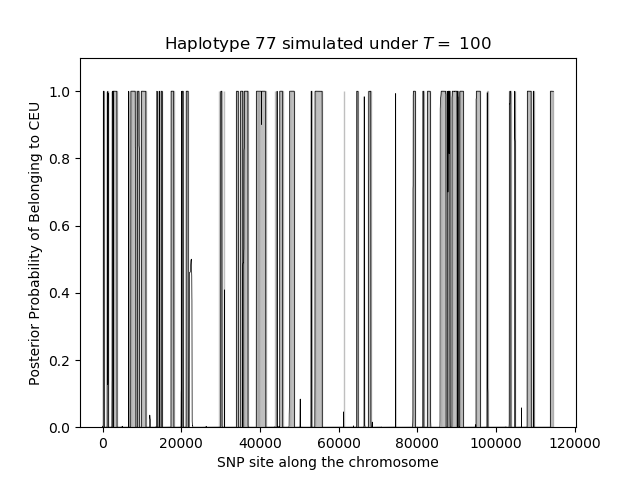 Haplotype 77 simulated under T = 100
Posterior Probability of Belonging to CEU
1.0
0.8
0.6
0.4
0.2
0.0
0 20000 40000 60000 80000 100000 120000
SNP site along the chromosome